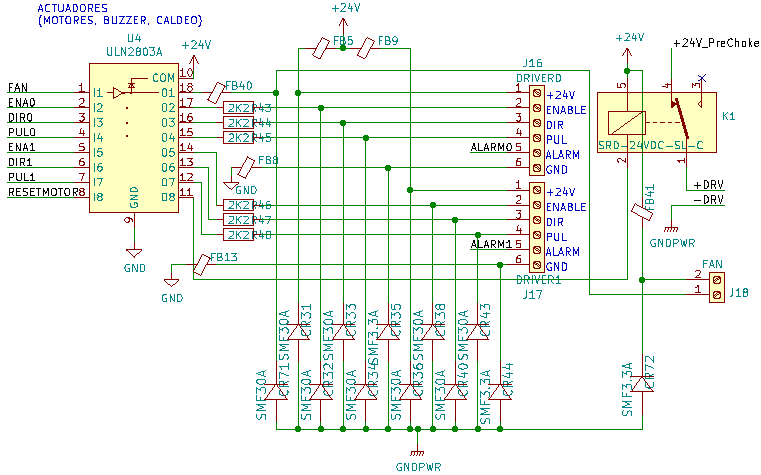 ACTUADORES
(MOTORES, BUZZER, CALDEO)
U4
ULN2803A
+24V
+24V
FB5
FB9
+24V
+24V_PreChoke
J16
DRIVERD
COM
10
FAN
1
I1
O1
18
FB40
ENA0
2
I2
O2
17
2K2
R43
DIR0
3
I3
O3
16
2K2
R44
PUL0
4
I4
O4
15
2K2
R45
ENA1
5
I5
O5
14
DIR1
6
I6
O6
13
FB8
PUL1
7
I7
O7
12
GND
RESETMOTOR
8
I8
O8
11
2K2
R46
2K2
R47
2K2
R48
GND
9
GND
FB13
GND
1
+24V
2
ENABLE
3
DIR
4
PUL
ALARM0
5
ALARM
6
GND
1
+24V
2
ENABLE
3
DIR
4
PUL
ALARM1
5
ALARM
6
GND
DRIVER1
J17
5
4
3
K1
SRD-24VDC-SL-C
2
1
+DRV
-DRV
FB41
GNDPWR
FAN
2
1
J18
SMF30A
CR31
SMF30A
CR33
SMF3.3A
CR35
SMF30A
CR38
SMF30A
CR43
SMF30A
CR71
SMF30A
CR32
SMF30A
CR34
SMF30A
CR36
SMF30A
CR40
SMF3.3A
CR44
SMF3.3A
CR72
GNDPWR